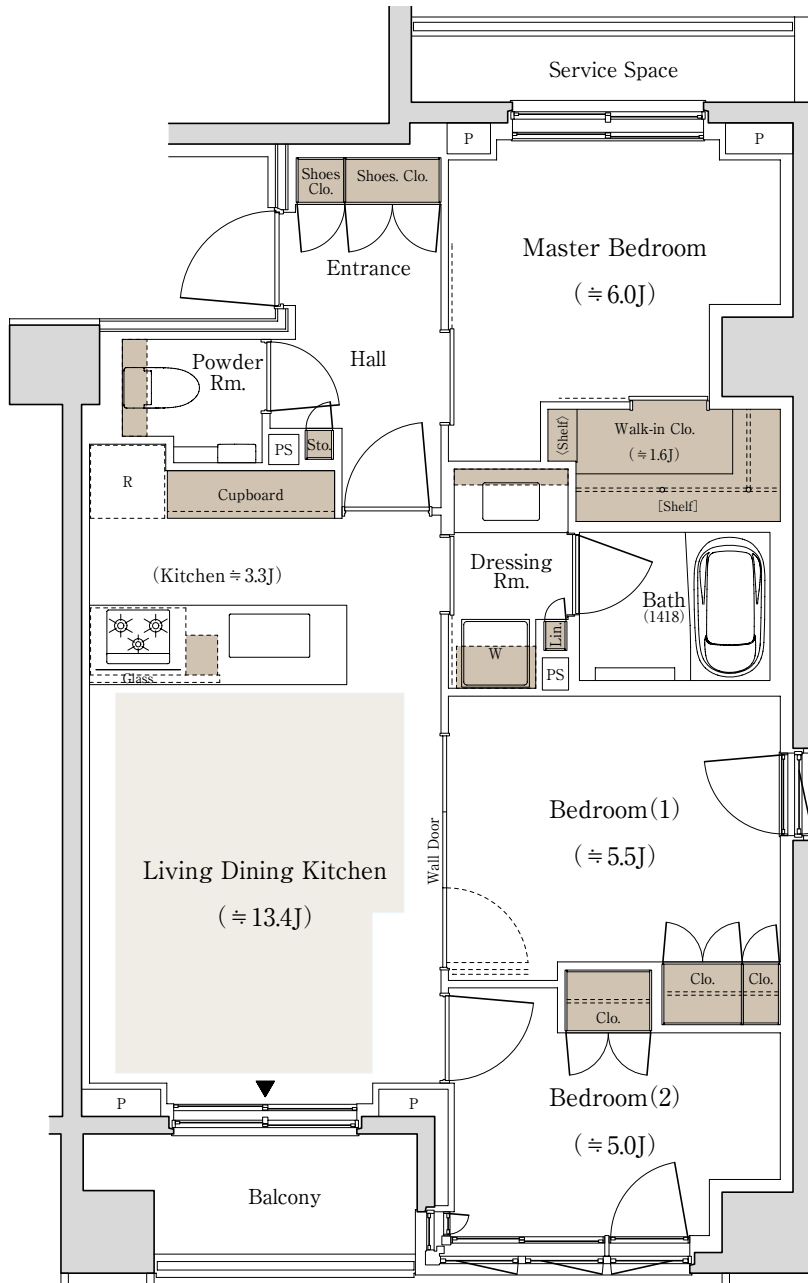 Service Space
P
P
Shoes
Clo.
Shoes. Clo.
Entrance
Master Bedroom
(≒6.0J)
Hall
Powder
Rm.
PS
Sto.
R
Cupboard
〈Shelf〉
Walk-in Clo.
(≒1.6J)
[Shelf]
(Kitchen≒3.3J)
Dressing
Rm.
Bath
(1418)
Lin.
W
PS
Glass
Bedroom(1)
(≒5.5J)
Wall Door
Living Dining Kitchen
(≒13.4J)
Clo.
Clo.
Clo.
P
P
Bedroom(2)
(≒5.0J)
Balcony